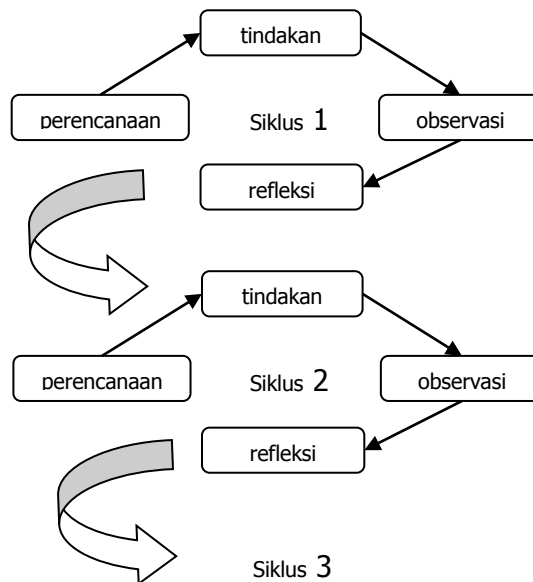 tindakan
perencanaan
Siklus 1
observasi
refleksi
tindakan
perencanaan
Siklus 2
observasi
refleksi
Siklus 3